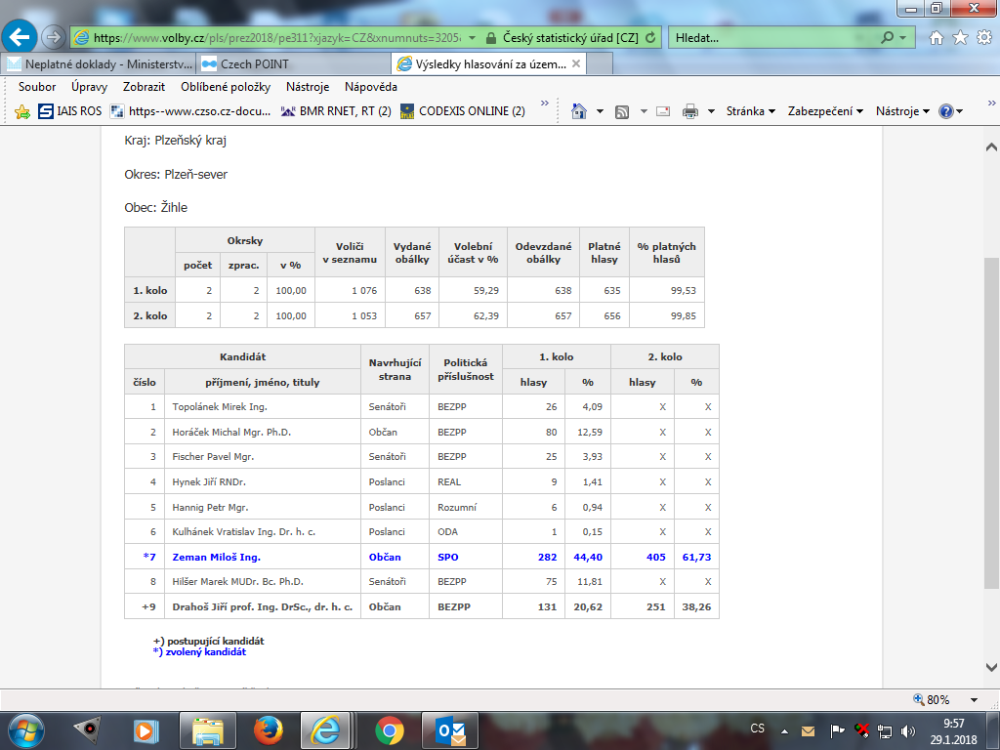 https://www.volby.cz/pls/prez2018/pe311?xjazyk=CZ&xnumnuts=3205
Český statistický úřad [CZ]
Hledat...
Neplatné doklady - Ministerstv...
Czech POINT
Výsledky hlasování za územ...
Soubor Úpravy Zobrazit Oblíbené položky Nástroje Nápověda
IAIS ROS https--www.czso.cz-docu... BMR RNET, RT (2) CODEXIS ONLINE (2) » Stránka Zabezpečení Nástroje »
Kraj: Plzeňský kraj
Okres: Plzeň-sever
Obec: Žihle
Okrsky Voliči v seznamu Vydané obálky Volební účast v % Odevzdané obálky Platné hlasy % platných hlasů
počet zprac. v %
1. kolo 2 2 100,00 1 076 638 59,29 638 635 99,53
2. kolo 2 2 100,00 1 053 657 62,39 657 656 99,85
Kandidát Navrhující strana Politická příslušnost 1. kolo 2. kolo
číslo příjmení, jméno, tituly hlasy % hlasy %
1 Topolánek Mirek Ing. Senátoři BEZPP 26 4,09 X X
2 Horáček Michal Mgr. Ph.D. Občan BEZPP 80 12,59 X X
3 Fischer Pavel Mgr. Senátoři BEZPP 25 3,93 X X
4 Hynek Jiří RNDr. Poslanci REAL 9 1,41 X X
5 Hannig Petr Mgr. Poslanci Rozumní 6 0,94 X X
6 Kulhánek Vratislav Ing. Dr. h. c. Poslanci ODA 1 0,15 X X
*7 Zeman Miloš Ing. Občan SPO 282 44,40 405 61,73
8 Hilšer Marek MUDr. Bc. Ph.D. Senátoři BEZPP 75 11,81 X X
+9 Drahoš Jiří prof. Ing. DrSc., dr. h. c. Občan BEZPP 131 20,62 251 38,26
+) postupující kandidát
*) zvolený kandidát
80%
CS
9:57
29.1.2018